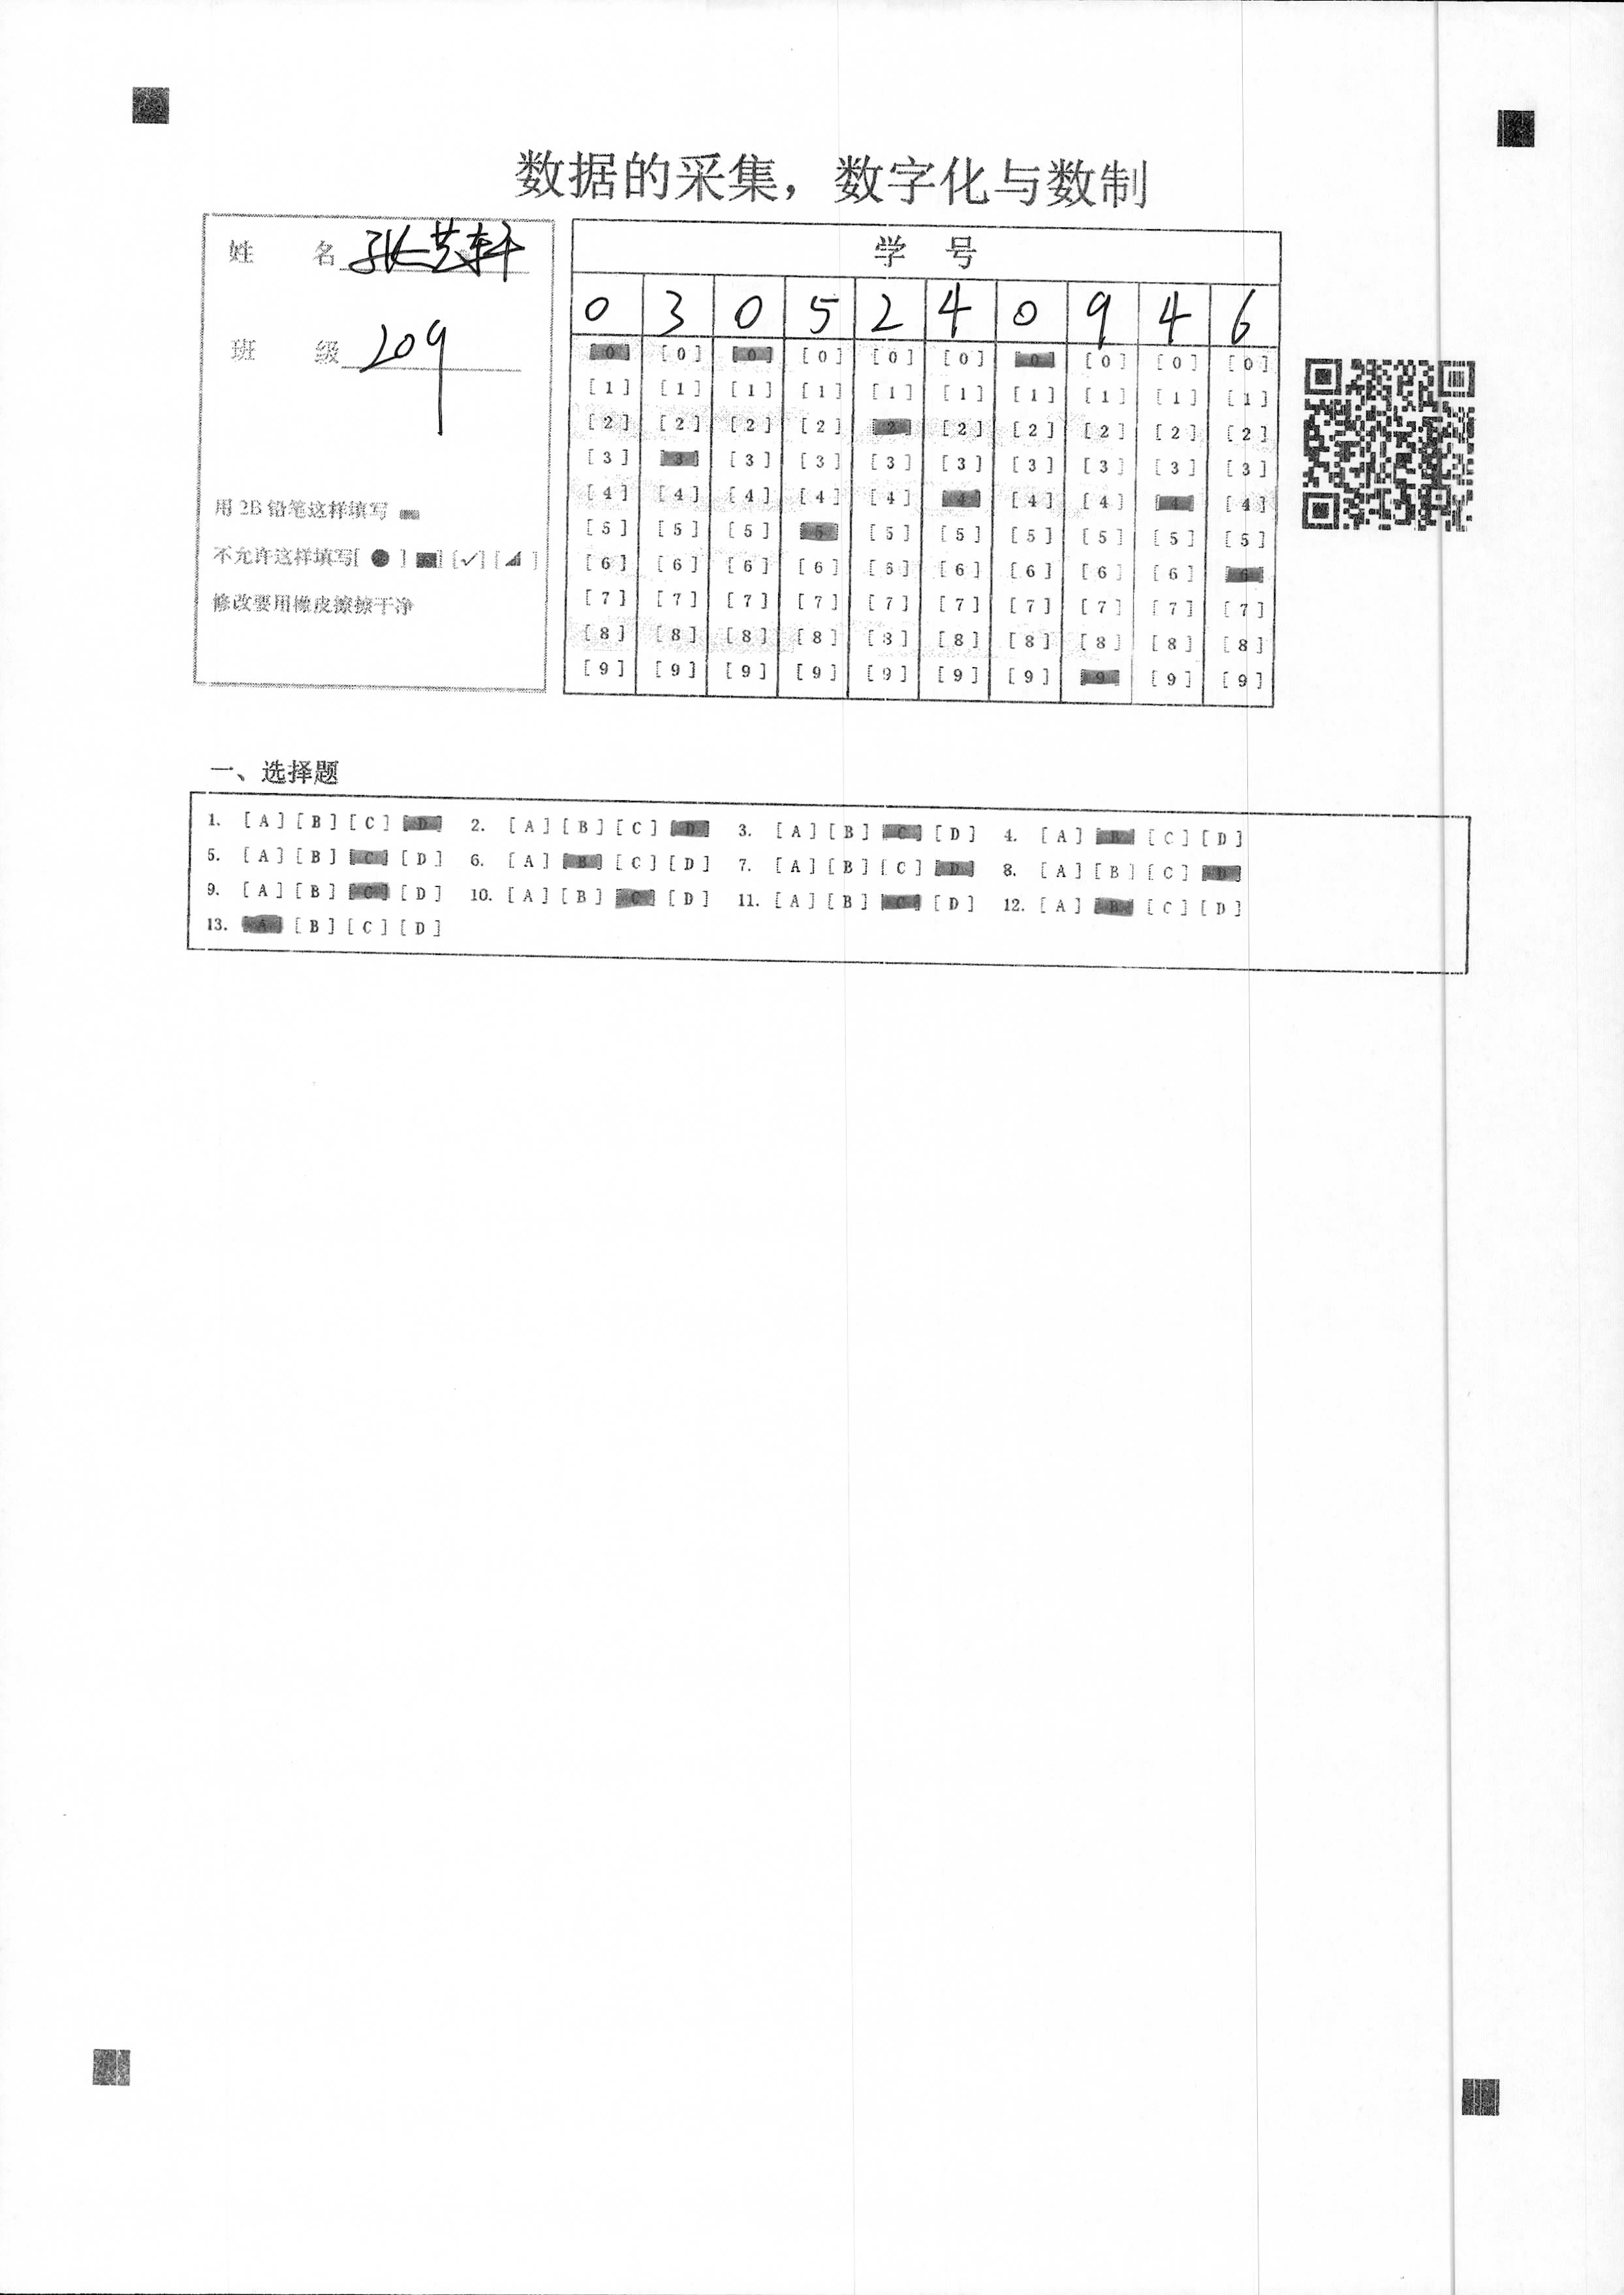 数据的采集，数字化与数制
姓 名 张艺轩
班 级 209
用 2B 铅笔这样填写
不允许这样填写[ ● ] [■] [✓] [◢]
修改要用橡皮擦擦干净
学 号
0 3 0 5 2 4 0 9 4 6
[0] [0] [0] [0] [0] [0] [0] [0] [0] [0]
[1] [1] [1] [1] [1] [1] [1] [1] [1] [1]
[2] [2] [2] [2] [2] [2] [2] [2] [2] [2]
[3] [3] [3] [3] [3] [3] [3] [3] [3] [3]
[4] [4] [4] [4] [4] [4] [4] [4] [4] [4]
[5] [5] [5] [5] [5] [5] [5] [5] [5] [5]
[6] [6] [6] [6] [6] [6] [6] [6] [6] [6]
[7] [7] [7] [7] [7] [7] [7] [7] [7] [7]
[8] [8] [8] [8] [8] [8] [8] [8] [8] [8]
[9] [9] [9] [9] [9] [9] [9] [9] [9] [9]
一、选择题
1. [A] [B] [C] [D] 2. [A] [B] [C] [D] 3. [A] [B] [C] [D] 4. [A] [B] [C] [D]
5. [A] [B] [C] [D] 6. [A] [B] [C] [D] 7. [A] [B] [C] [D] 8. [A] [B] [C] [D]
9. [A] [B] [C] [D] 10. [A] [B] [C] [D] 11. [A] [B] [C] [D] 12. [A] [B] [C] [D]
13. [A] [B] [C] [D]